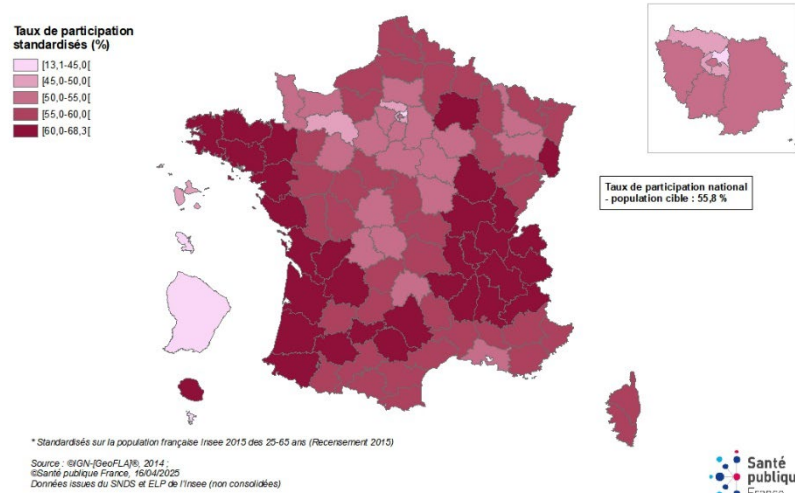 Taux de participation
standardisés (%)
[13,1-45,0[
[45,0-50,0[
[50,0-55,0[
[55,0-60,0[
[60,0-68,3]
Taux de participation national
- population cible : 55,8 %
* Standardisés sur la population française Insee 2015 des 25-65 ans (Recensement 2015)
Source : ©IGN-[GeoFLA]®, 2014 ;
©Santé publique France, 16/04/2025
Données issues du SNDS et ELP de l'Insee (non consolidées)
Santé
publiqu
France